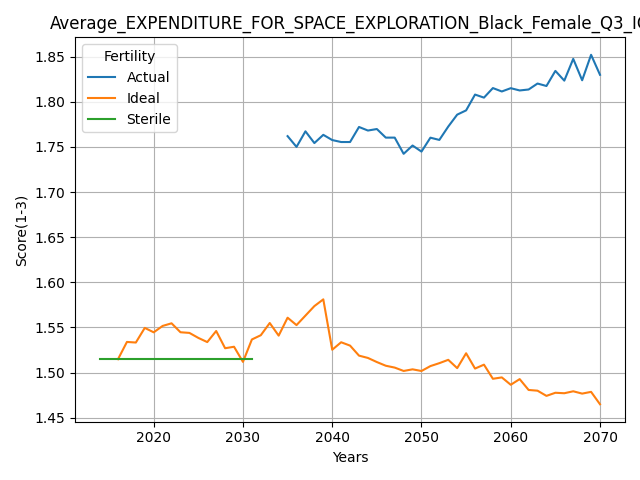 Average_EXPENDITURE_FOR_SPACE_EXPLORATION_Black_Female_Q3_IQ
Fertility
Actual
Ideal
Sterile
Score(1-3)
1.85
1.80
1.75
1.70
1.65
1.60
1.55
1.50
1.45
2020 2030 2040 2050 2060 2070
Years